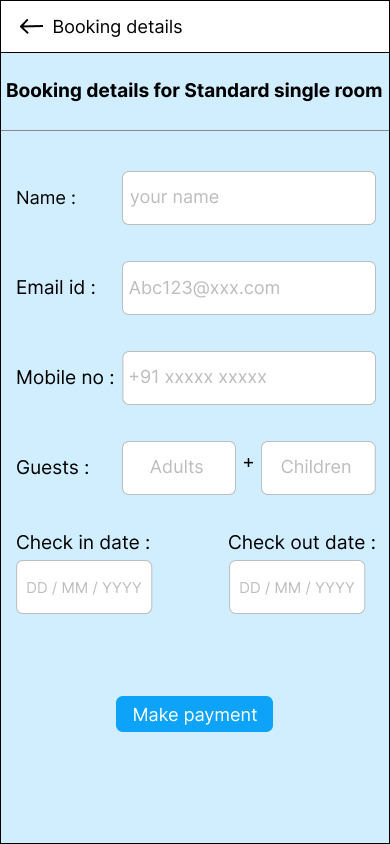 Booking details
Booking details for Standard single room
Name : your name
Email id : Abc123@xxx.com
Mobile no : +91 xxxxx xxxxx
Guests : Adults + Children
Check in date : Check out date :
DD / MM / YYYY DD / MM / YYYY
Make payment